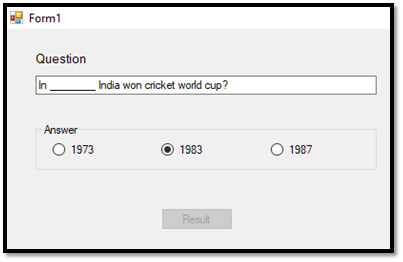 Form1
Question
In ________ India won cricket world cup?
Answer
1973 1983 1987
Result